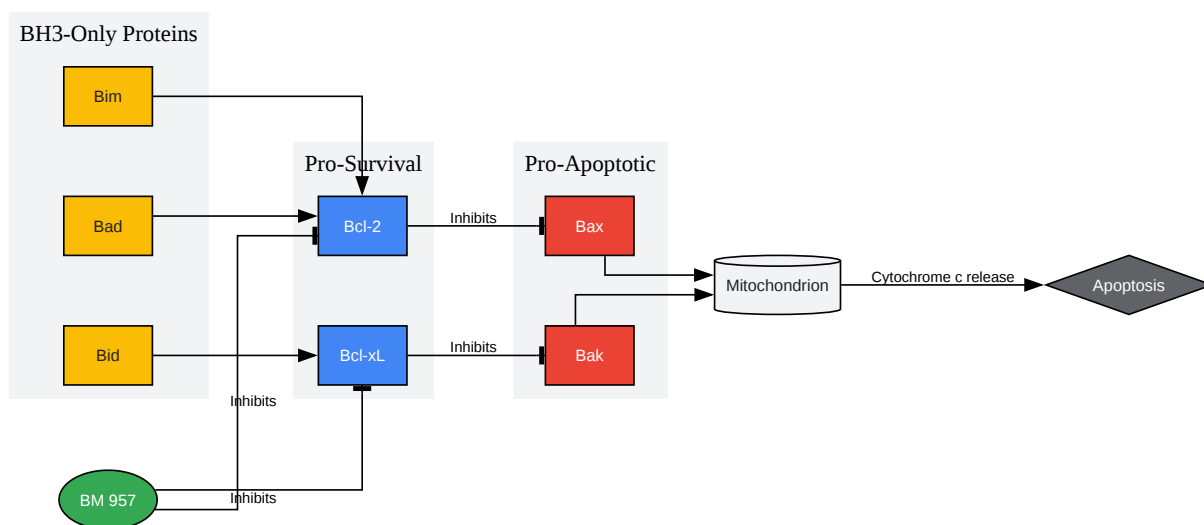 BH3-Only Proteins
Bim
Pro-Survival
Pro-Apoptotic
Bad
Bcl-2
Inhibits
Bax
Mitochondrion
Cytochrome c release
Apoptosis
Bid
Bcl-xL
Inhibits
Bak
Inhibits
BM 957
Inhibits